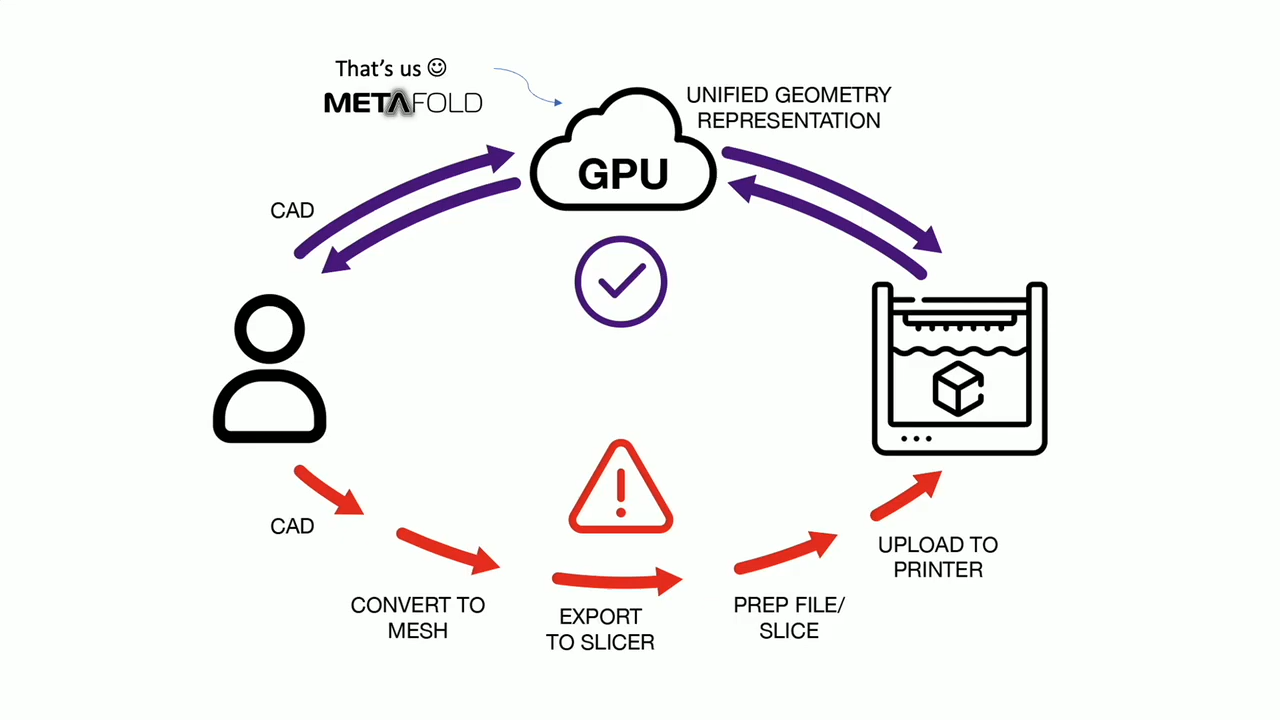 That's us ☺
METAFOLD
UNIFIED GEOMETRY
REPRESENTATION
GPU
CAD
CAD
CONVERT TO
MESH
EXPORT
TO SLICER
PREP FILE/
SLICE
UPLOAD TO
PRINTER